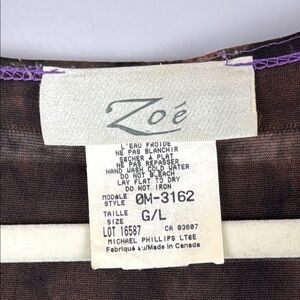 Zoé
L'EAU FROIDE
NE PAS BLANCHIR
SECHER A PLAT
NE PAS REPASSER
HAND WASH COLD WATER
DO NOT BLEACH
LAY FLAT TO DRY
DO NOT IRON
MODELE
STYLE 0M-3162
TAILLE
SIZE G/L
LOT 16587 CA 03607
MICHAEL PHILLIPS LTEE
Fabriqué au/Made in Canada